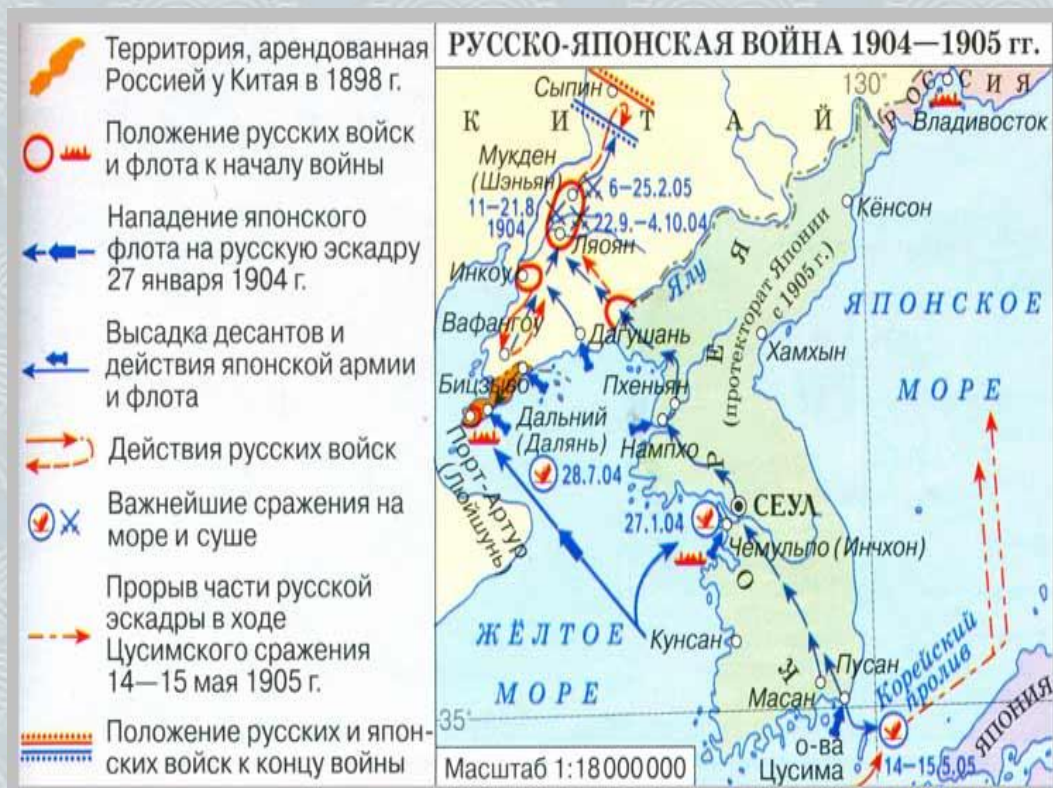 Территория, арендованная
Россией у Китая в 1898 г.
Положение русских войск
и флота к началу войны
Нападение японского
флота на русскую эскадру
27 января 1904 г.
Высадка десантов и
действия японской армии
и флота
Действия русских войск
Важнейшие сражения на
море и суше
Прорыв части русской
эскадры в ходе
Цусимского сражения
14—15 мая 1905 г.
Положение русских и япон-
ских войск к концу войны
РУССКО-ЯПОНСКАЯ ВОЙНА 1904—1905 гг.
Сыпин
130°
РОССИЯ
КИТАЙ
Владивосток
Мукден
(Шэньян)
6—25.2.05
11—21.8
1904
22.9.—4.10.04
Ляоян
Кёнсон
Инкоу
Ялу
КОРЕЯ
(протекторат Японии
с 1905 г.)
ЯПОНСКОЕ
МОРЕ
Вафангоу
Дагушань
Хамхын
Бицзыво
Пхеньян
Дальний
(Далянь)
Нампхо
Порт-Артур
(Люйшунь)
28.7.04
27.1.04
СЕУЛ
Чемульпо (Инчхон)
ЖЁЛТОЕ
МОРЕ
Кунсан
Пусан
Масан
Корейский
пролив
35°
о-ва
Цусима
14—15.5.05
ЯПОНИЯ
Масштаб 1:18 000 000